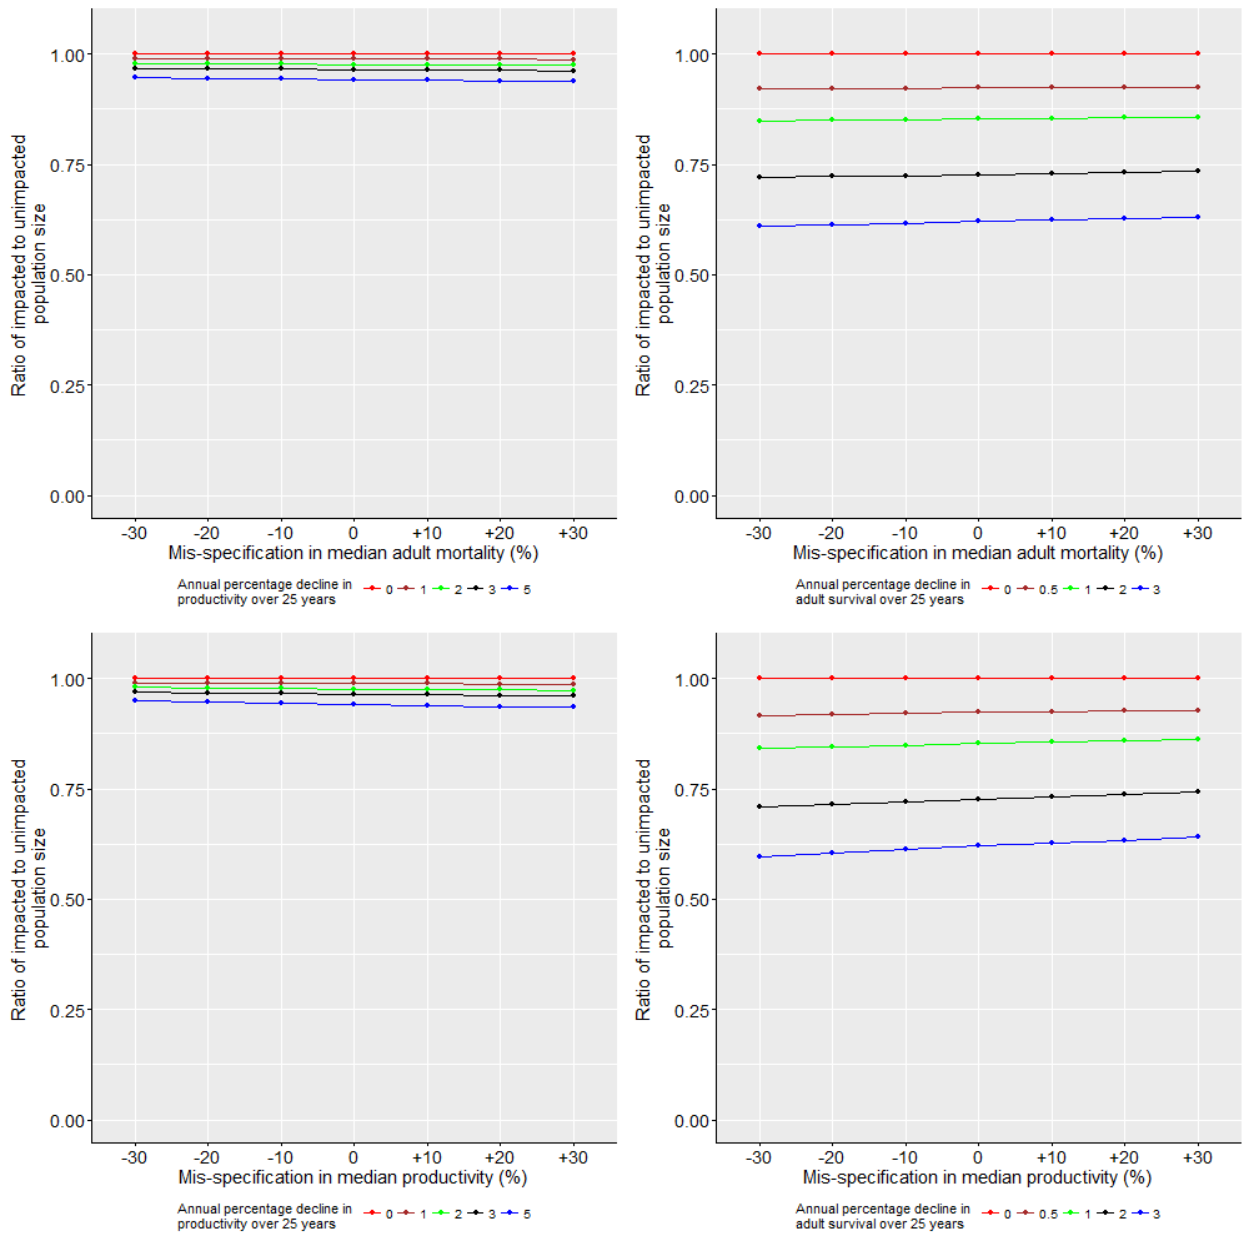 Ratio of impacted to unimpacted
population size
1.00
0.75
0.50
0.25
0.00
-30 -20 -10 0 +10 +20 +30
Mis-specification in median adult mortality (%)
Annual percentage decline in
productivity over 25 years
0 1 2 3 5
Ratio of impacted to unimpacted
population size
1.00
0.75
0.50
0.25
0.00
-30 -20 -10 0 +10 +20 +30
Mis-specification in median adult mortality (%)
Annual percentage decline in
adult survival over 25 years
0 0.5 1 2 3
Ratio of impacted to unimpacted
population size
1.00
0.75
0.50
0.25
0.00
-30 -20 -10 0 +10 +20 +30
Mis-specification in median productivity (%)
Annual percentage decline in
productivity over 25 years
0 1 2 3 5
Ratio of impacted to unimpacted
population size
1.00
0.75
0.50
0.25
0.00
-30 -20 -10 0 +10 +20 +30
Mis-specification in median productivity (%)
Annual percentage decline in
adult survival over 25 years
0 0.5 1 2 3